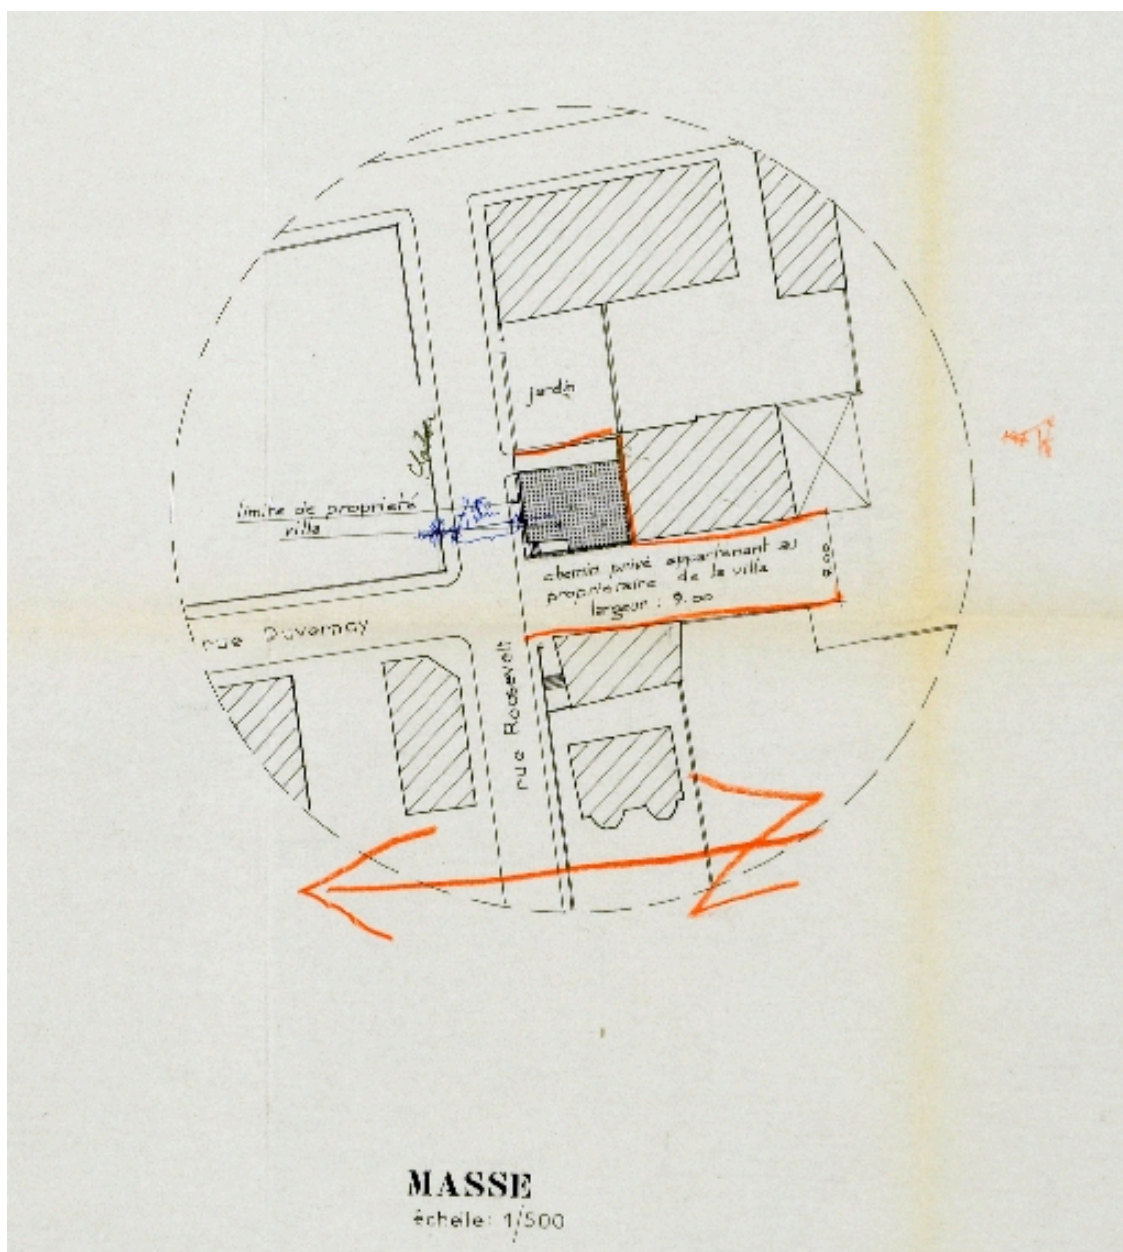 jardin
limite de propriété
villa
chemin privé appartenant au
propriétaire de la villa
largeur : 9.00
9.00
rue Duvernay
rue Roosevelt
MASSE
échelle: 1/500